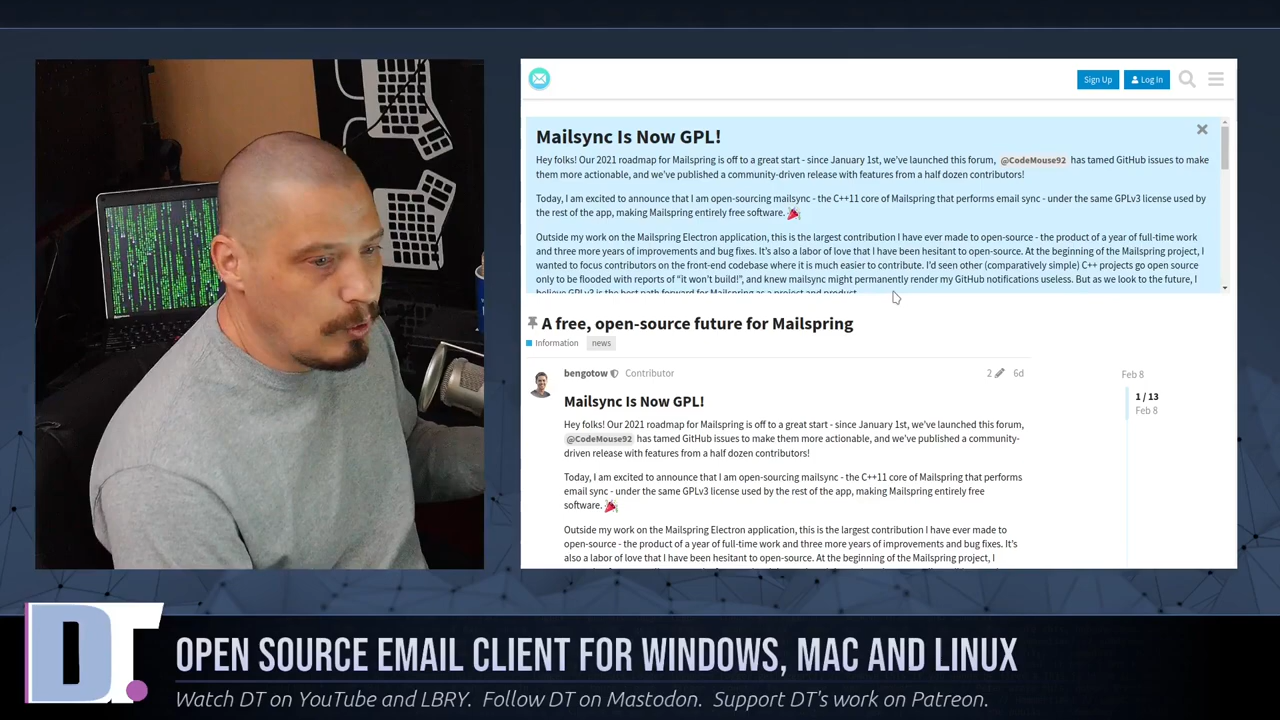 Sign Up
Log In
Mailsync Is Now GPL!
Hey folks! Our 2021 roadmap for Mailspring is off to a great start - since January 1st, we've launched this forum, @CodeMouse92 has tamed GitHub issues to make
them more actionable, and we've published a community-driven release with features from a half dozen contributors!
Today, I am excited to announce that I am open-sourcing mailsync - the C++11 core of Mailspring that performs email sync - under the same GPLv3 license used by
the rest of the app, making Mailspring entirely free software.
Outside my work on the Mailspring Electron application, this is the largest contribution I have ever made to open-source - the product of a year of full-time work
and three more years of improvements and bug fixes. It's also a labor of love that I have been hesitant to open-source. At the beginning of the Mailspring project, I
wanted to focus contributors on the front-end codebase where it is much easier to contribute. I'd seen other (comparatively simple) C++ projects go open source
only to be flooded with reports of "it won't build!", and knew mailsync might permanently render my GitHub notifications useless. But as we look to the future, I
believe GPLv3 is the best path forward for Mailspring as a project and product.
A free, open-source future for Mailspring
Information news
bengotow Contributor 2 6d
Mailsync Is Now GPL!
Hey folks! Our 2021 roadmap for Mailspring is off to a great start - since January 1st, we've launched this forum,
@CodeMouse92 has tamed GitHub issues to make them more actionable, and we've published a community-
driven release with features from a half dozen contributors!
Today, I am excited to announce that I am open-sourcing mailsync - the C++11 core of Mailspring that performs
email sync - under the same GPLv3 license used by the rest of the app, making Mailspring entirely free
software.
Outside my work on the Mailspring Electron application, this is the largest contribution I have ever made to
open-source - the product of a year of full-time work and three more years of improvements and bug fixes. It's
also a labor of love that I have been hesitant to open-source. At the beginning of the Mailspring project, I
Feb 8
1 / 13
Feb 8
DT.
OPEN SOURCE EMAIL CLIENT FOR WINDOWS, MAC AND LINUX
Watch DT on YouTube and LBRY. Follow DT on Mastodon. Support DT's work on Patreon.